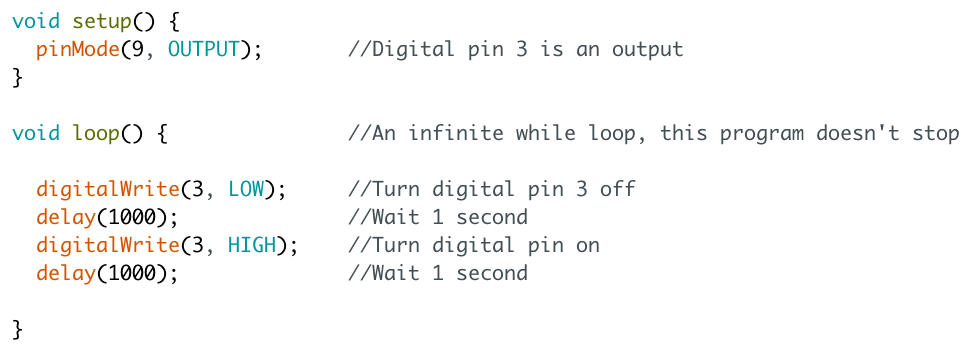 void setup() {
  pinMode(9, OUTPUT);       //Digital pin 3 is an output
}

void loop() {               //An infinite while loop, this program doesn't stop

  digitalWrite(3, LOW);     //Turn digital pin 3 off
  delay(1000);              //Wait 1 second
  digitalWrite(3, HIGH);    //Turn digital pin on
  delay(1000);              //Wait 1 second

}